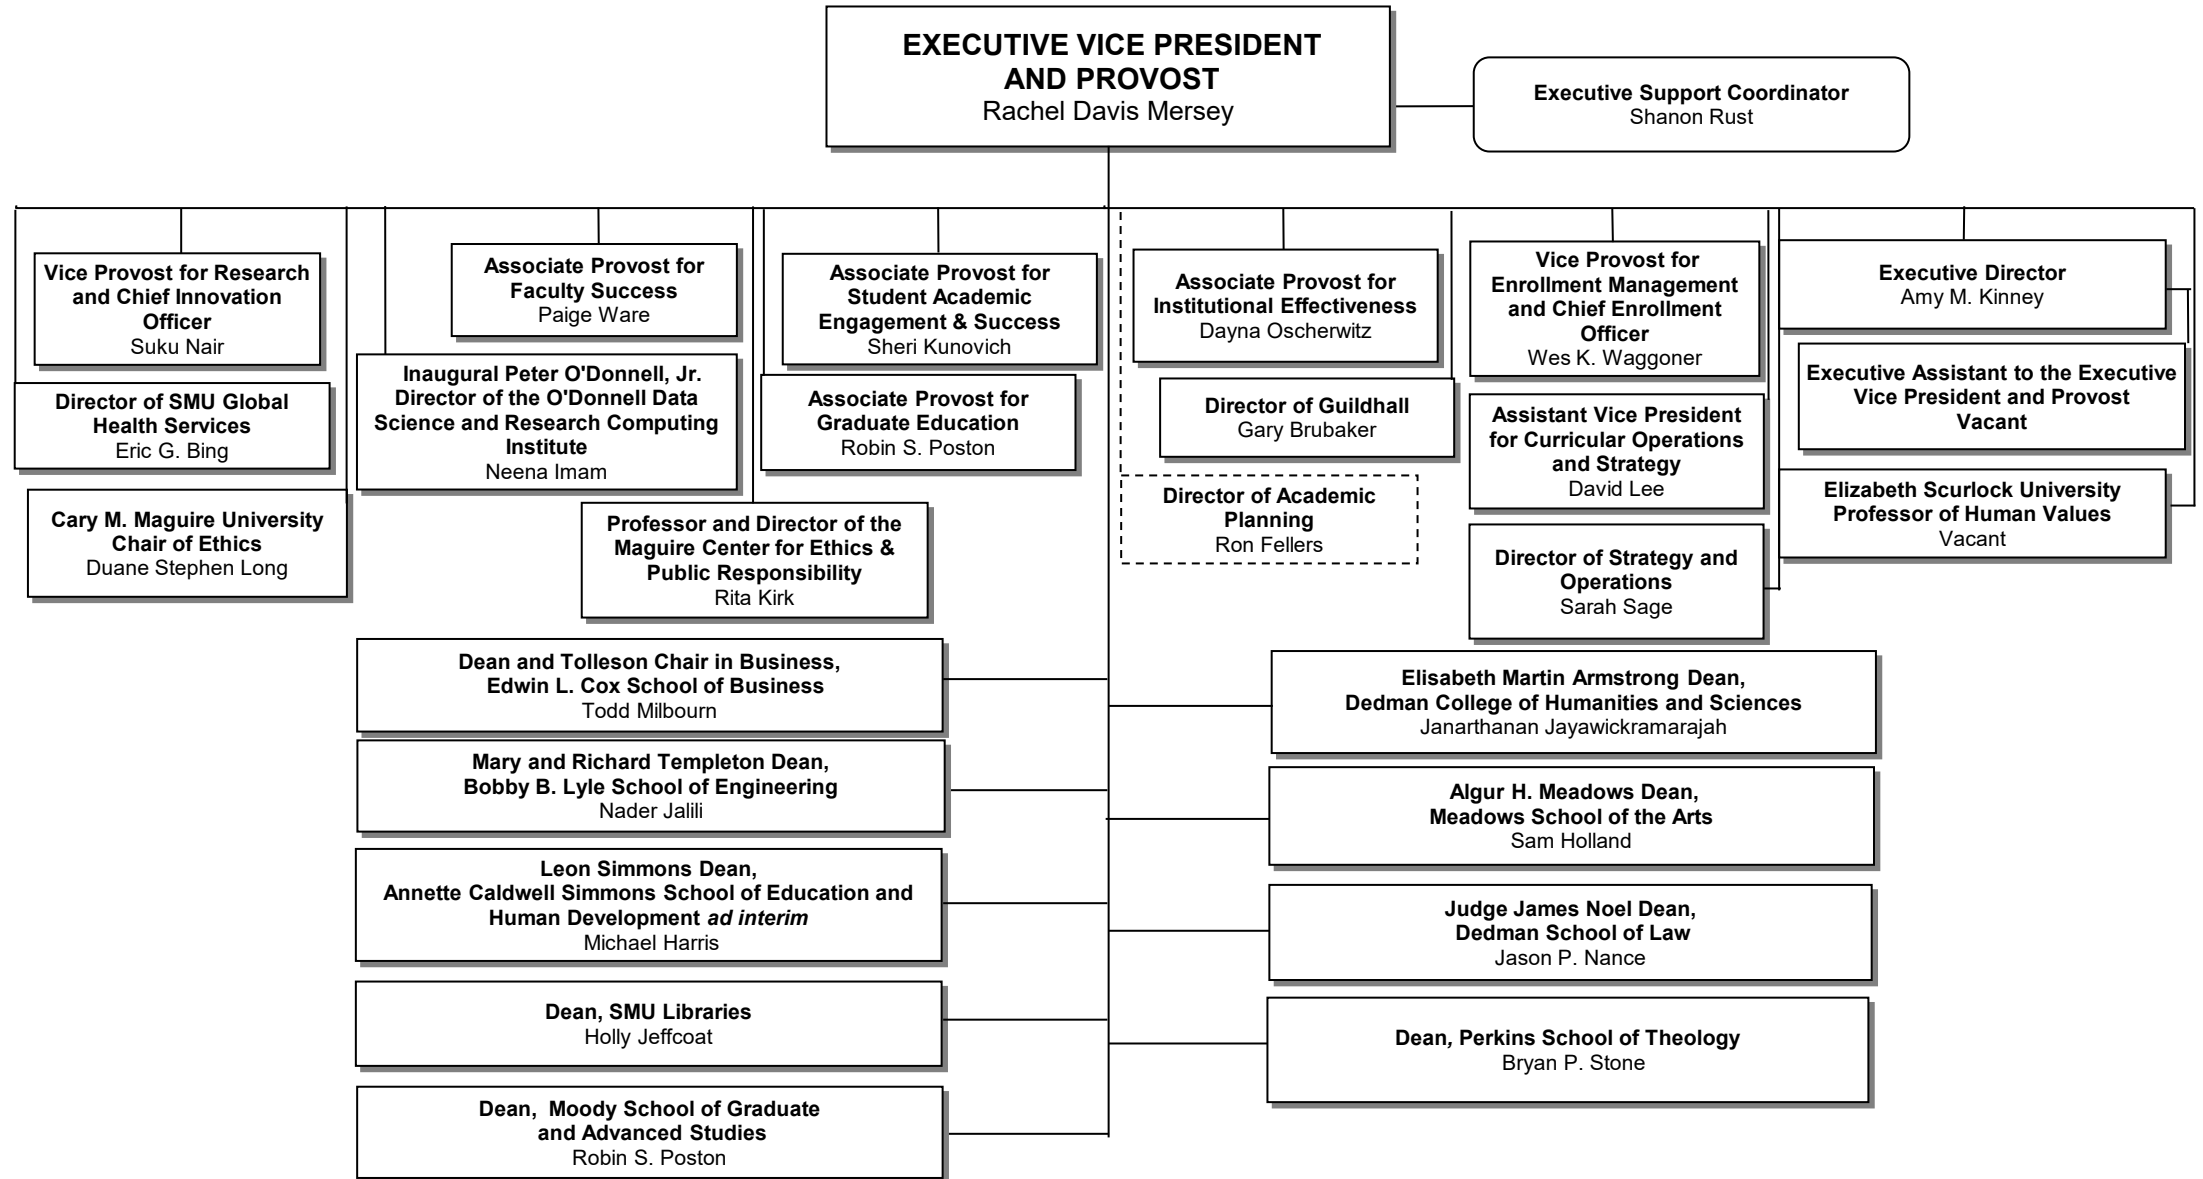 EXECUTIVE VICE PRESIDENT
AND PROVOST
Rachel Davis Mersey
Executive Support Coordinator
Shanon Rust
Vice Provost for Research
and Chief Innovation
Officer
Suku Nair
Associate Provost for
Faculty Success
Paige Ware
Associate Provost for
Student Academic
Engagement & Success
Sheri Kunovich
Associate Provost for
Institutional Effectiveness
Dayna Oscherwitz
Vice Provost for
Enrollment Management
and Chief Enrollment
Officer
Wes K. Waggoner
Executive Director
Amy M. Kinney
Director of SMU Global
Health Services
Eric G. Bing
Inaugural Peter O'Donnell, Jr.
Director of the O'Donnell Data
Science and Research Computing
Institute
Neena Imam
Associate Provost for
Graduate Education
Robin S. Poston
Director of Guildhall
Gary Brubaker
Assistant Vice President
for Curricular Operations
and Strategy
David Lee
Executive Assistant to the Executive
Vice President and Provost
Vacant
Cary M. Maguire University
Chair of Ethics
Duane Stephen Long
Professor and Director of the
Maguire Center for Ethics &
Public Responsibility
Rita Kirk
Director of Academic
Planning
Ron Fellers
Director of Strategy and
Operations
Sarah Sage
Elizabeth Scurlock University
Professor of Human Values
Vacant
Dean and Tolleson Chair in Business,
Edwin L. Cox School of Business
Todd Milbourn
Elisabeth Martin Armstrong Dean,
Dedman College of Humanities and Sciences
Janarthanan Jayawickramarajah
Mary and Richard Templeton Dean,
Bobby B. Lyle School of Engineering
Nader Jalili
Algur H. Meadows Dean,
Meadows School of the Arts
Sam Holland
Leon Simmons Dean,
Annette Caldwell Simmons School of Education and
Human Development ad interim
Michael Harris
Judge James Noel Dean,
Dedman School of Law
Jason P. Nance
Dean, SMU Libraries
Holly Jeffcoat
Dean, Perkins School of Theology
Bryan P. Stone
Dean, Moody School of Graduate
and Advanced Studies
Robin S. Poston